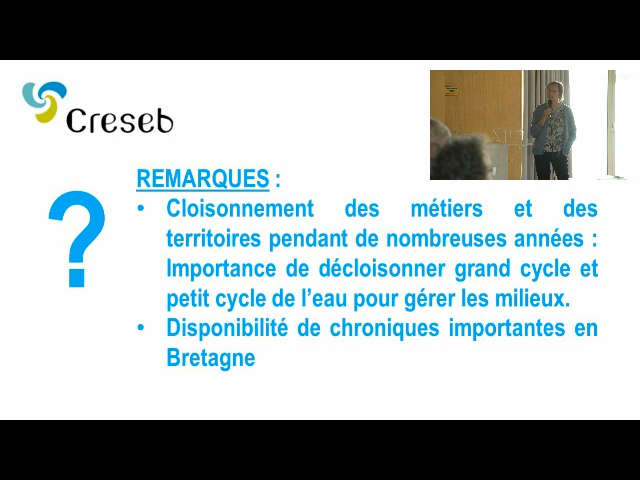 Creseb
?
REMARQUES :
• Cloisonnement des métiers et des
territoires pendant de nombreuses années :
Importance de décloisonner grand cycle et
petit cycle de l’eau pour gérer les milieux.
• Disponibilité de chroniques importantes en
Bretagne